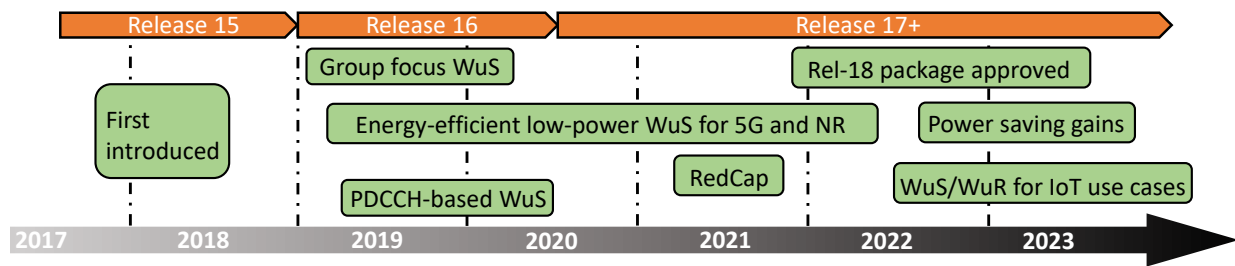 Release 15
Release 16
Release 17+
Group focus WuS
Rel-18 package approved
First
introduced
Energy-efficient low-power WuS for 5G and NR
Power saving gains
RedCap
PDCCH-based WuS
WuS/WuR for IoT use cases
2017
2018
2019
2020
2021
2022
2023